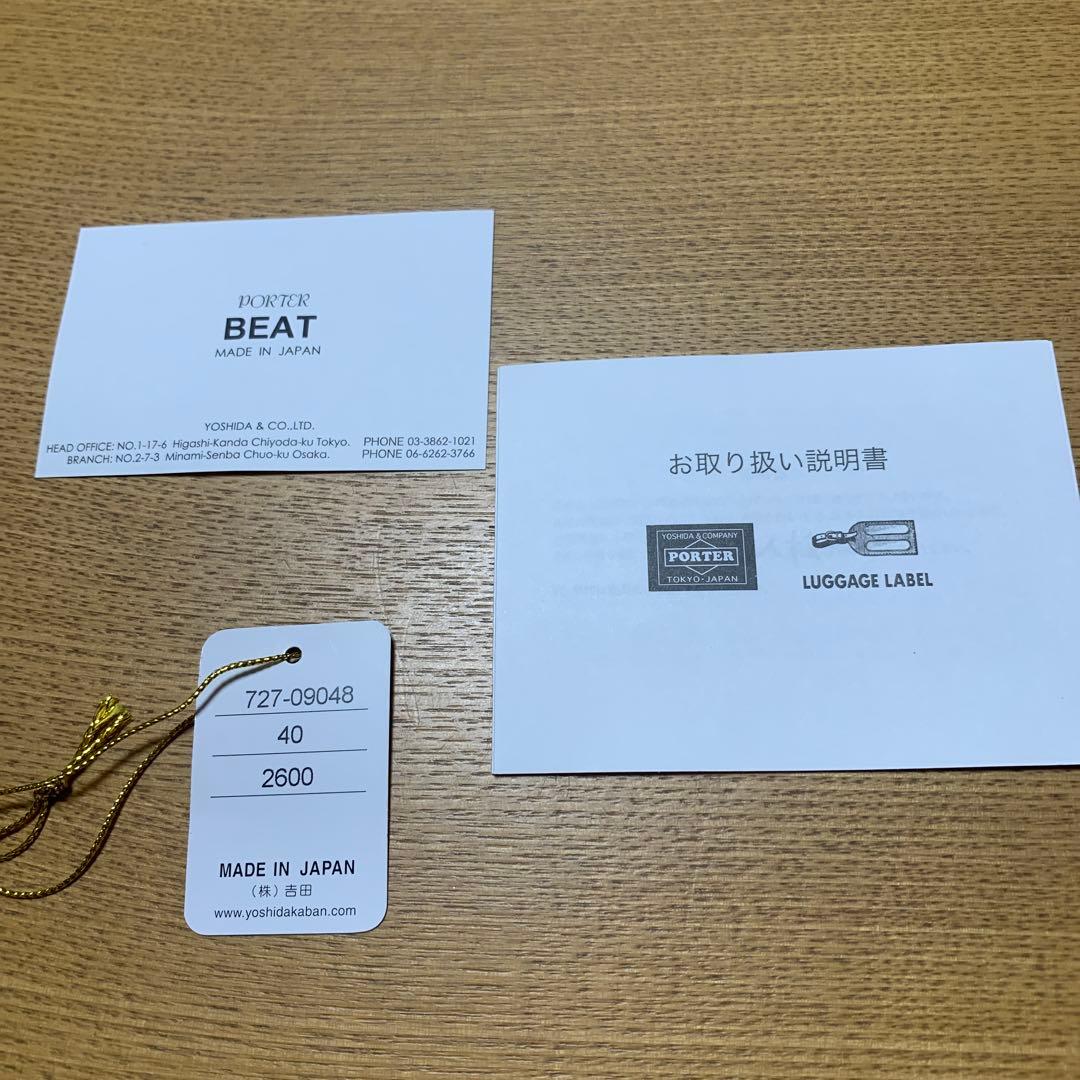 PORTER
BEAT
MADE IN JAPAN
YOSHIDA & CO.,LTD.
HEAD OFFICE: NO.1-17-6 Higashi-Kanda Chiyoda-ku Tokyo. PHONE 03-3862-1021
BRANCH: NO.2-7-3 Minami-Senba Chuo-ku Osaka. PHONE 06-6262-3766
お取り扱い説明書
YOSHIDA & COMPANY
PORTER
TOKYO-JAPAN
LUGGAGE LABEL
727-09048
40
2600
MADE IN JAPAN
(株)吉田
www.yoshidakaban.com